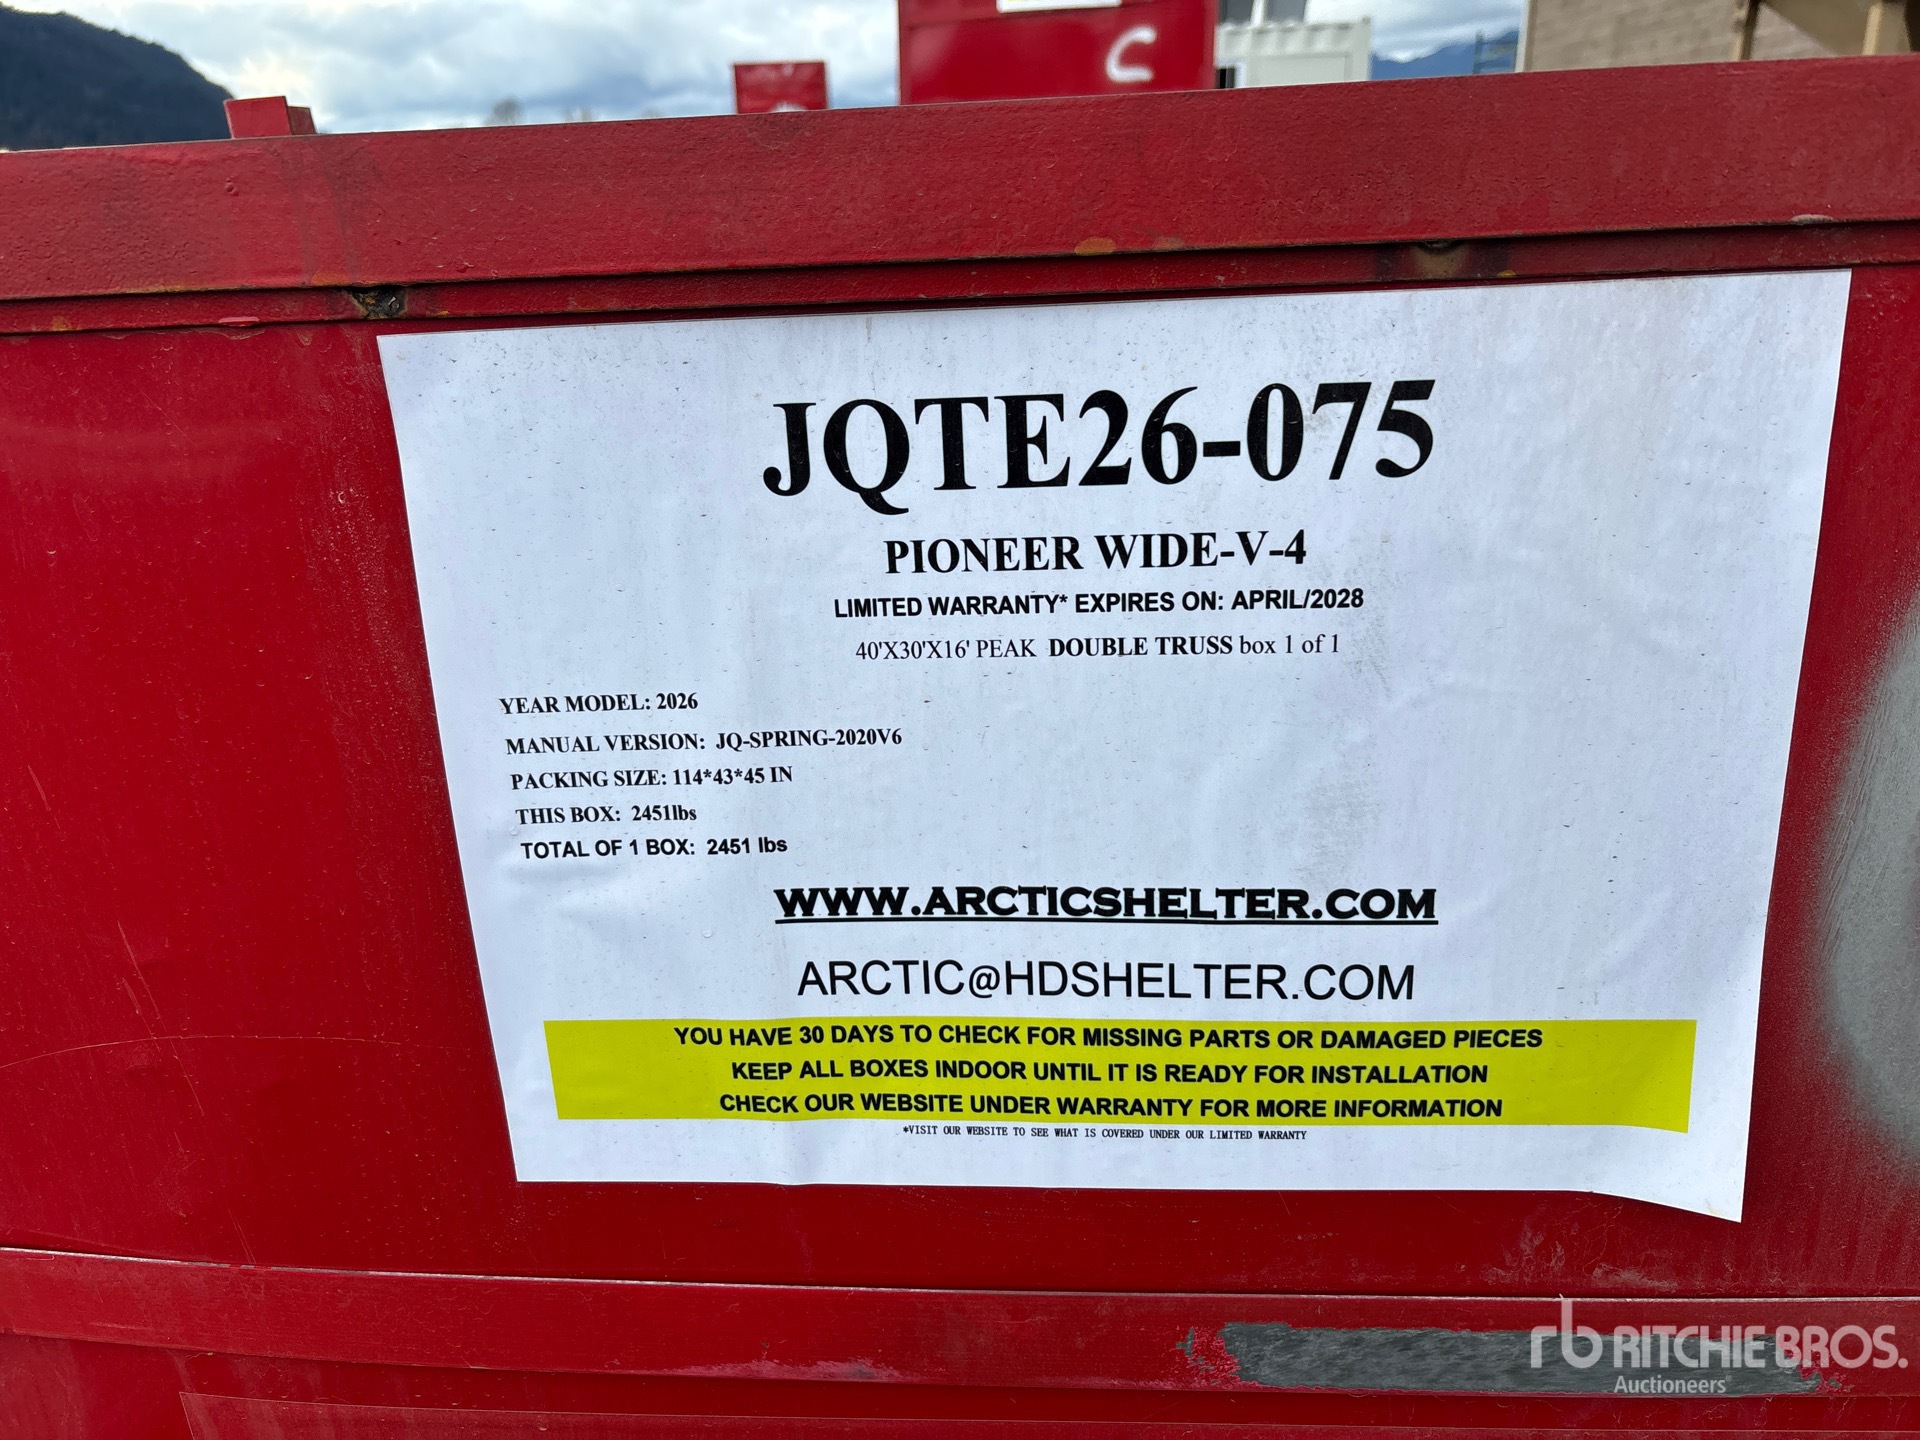 C
JQTE26-075
PIONEER WIDE-V-4
LIMITED WARRANTY* EXPIRES ON: APRIL/2028
40'X30'X16' PEAK DOUBLE TRUSS box 1 of 1
YEAR MODEL: 2026
MANUAL VERSION: JQ-SPRING-2020V6
PACKING SIZE: 114*43*45 IN
THIS BOX: 2451lbs
TOTAL OF 1 BOX: 2451 lbs
WWW.ARCTICSHELTER.COM
ARCTIC@HDSHELTER.COM
YOU HAVE 30 DAYS TO CHECK FOR MISSING PARTS OR DAMAGED PIECES
KEEP ALL BOXES INDOOR UNTIL IT IS READY FOR INSTALLATION
CHECK OUR WEBSITE UNDER WARRANTY FOR MORE INFORMATION
*VISIT OUR WEBSITE TO SEE WHAT IS COVERED UNDER OUR LIMITED WARRANTY
rb RITCHIE BROS.
Auctioneers